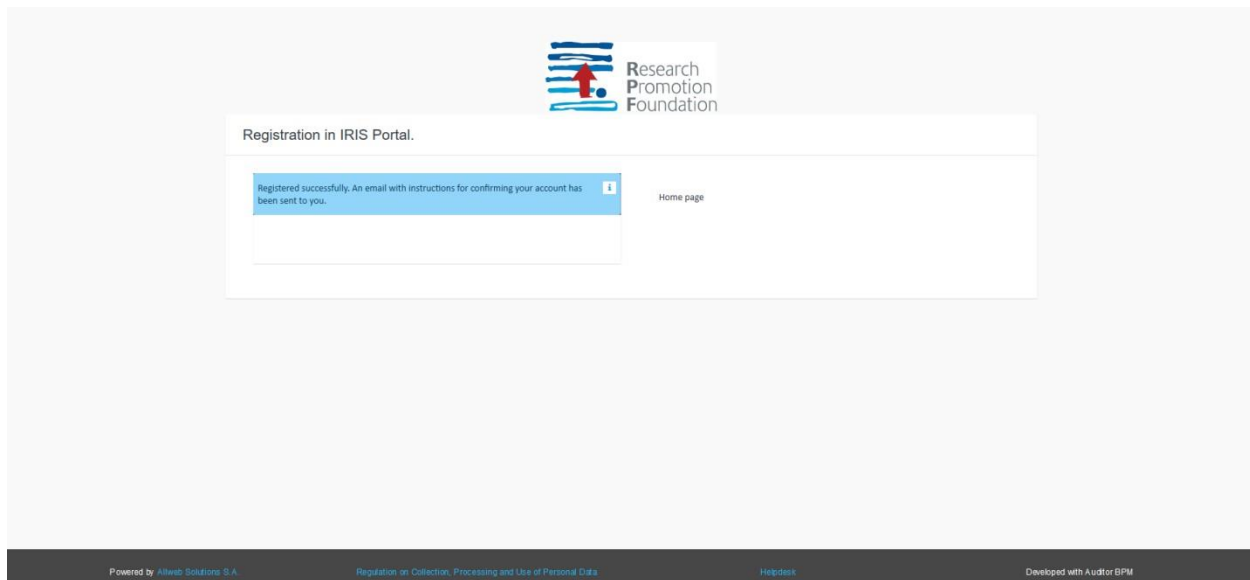 Research
Promotion
Foundation
Registration in IRIS Portal.
Registered successfully. An email with instructions for confirming your account has
been sent to you.
i
Home page
Powered by Allweb Solutions S.A.
Regulation on Collection, Processing and Use of Personal Data
Helpdesk
Developed with Auditor BPM